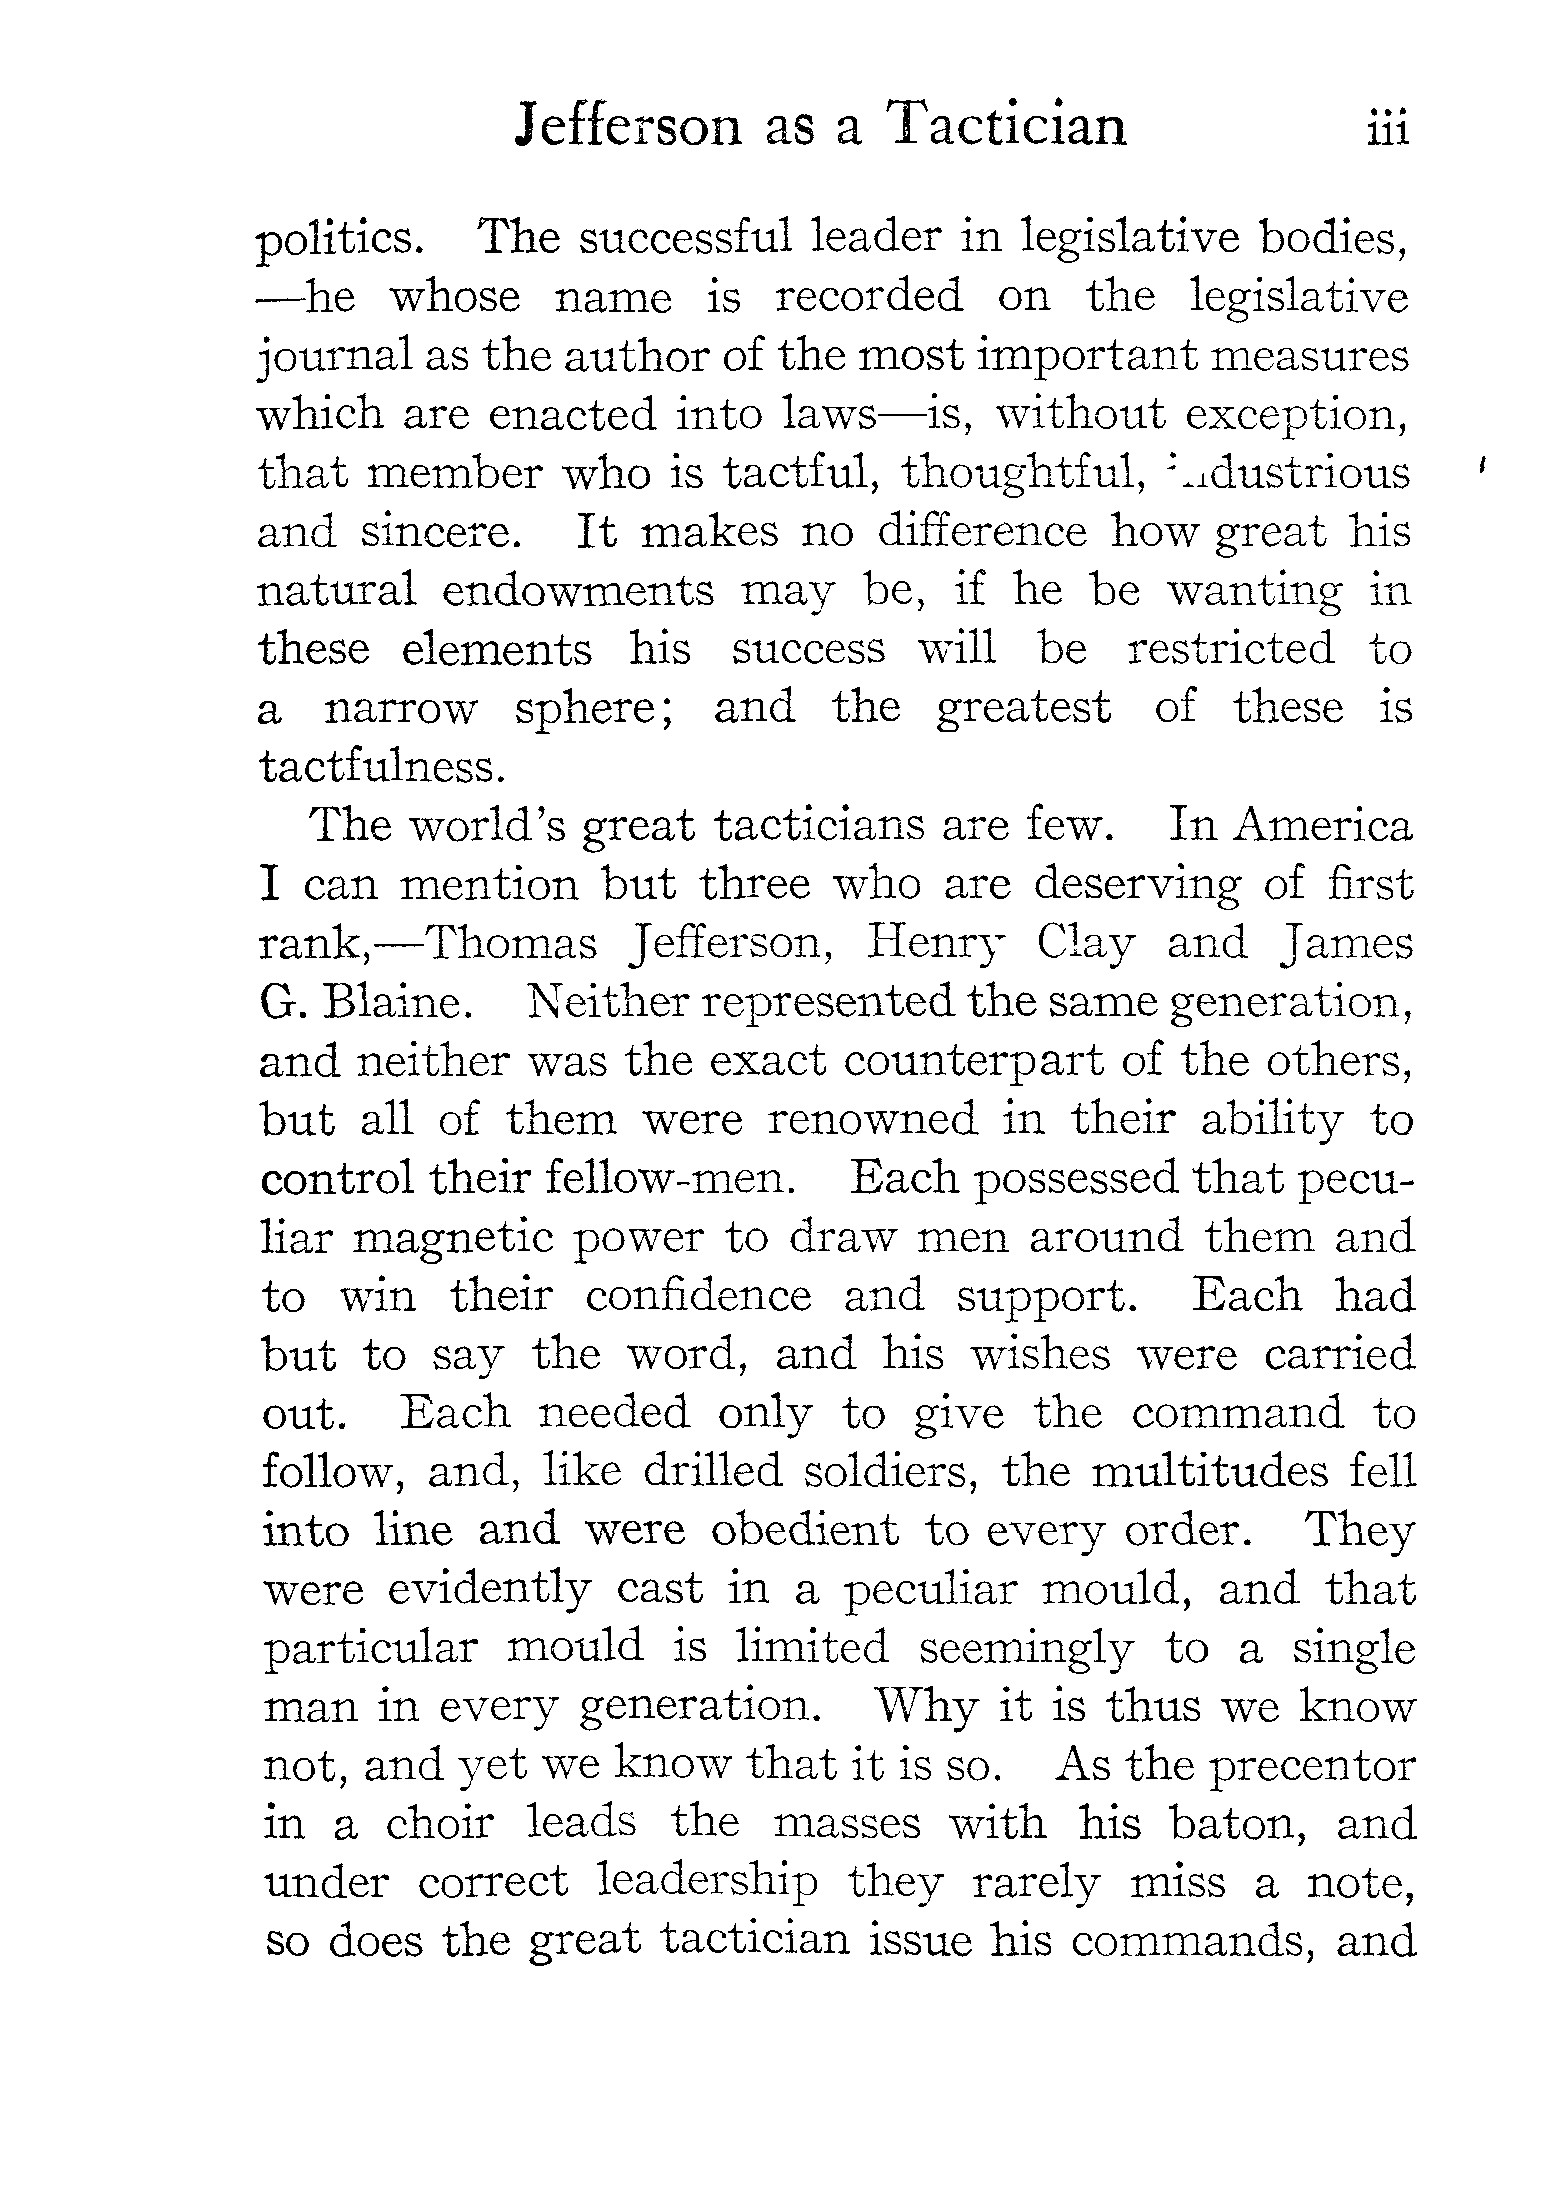 Jefferson as a Tactician iii
politics. The successful leader in legislative bodies,
—he whose name is recorded on the legislative
journal as the author of the most important measures
which are enacted into laws—is, without exception,
that member who is tactful, thoughtful, industrious
and sincere. It makes no difference how great his
natural endowments may be, if he be wanting in
these elements his success will be restricted to
a narrow sphere; and the greatest of these is
tactfulness.
The world's great tacticians are few. In America
I can mention but three who are deserving of first
rank,—Thomas Jefferson, Henry Clay and James
G. Blaine. Neither represented the same generation,
and neither was the exact counterpart of the others,
but all of them were renowned in their ability to
control their fellow-men. Each possessed that pecu-
liar magnetic power to draw men around them and
to win their confidence and support. Each had
but to say the word, and his wishes were carried
out. Each needed only to give the command to
follow, and, like drilled soldiers, the multitudes fell
into line and were obedient to every order. They
were evidently cast in a peculiar mould, and that
particular mould is limited seemingly to a single
man in every generation. Why it is thus we know
not, and yet we know that it is so. As the precentor
in a choir leads the masses with his baton, and
under correct leadership they rarely miss a note,
so does the great tactician issue his commands, and